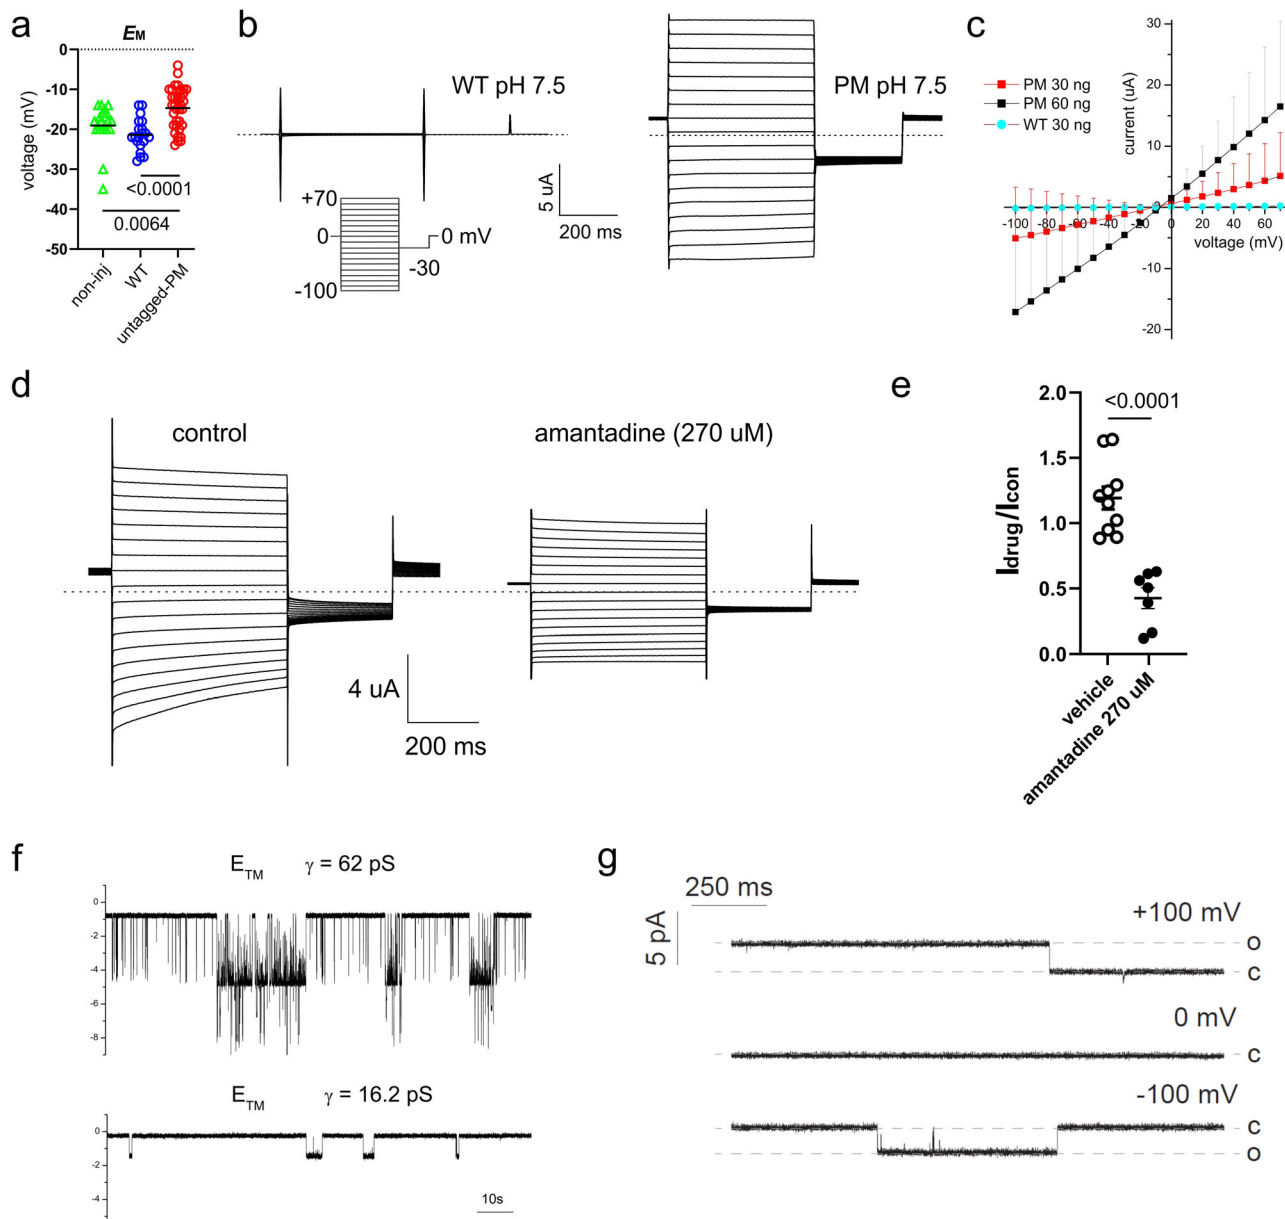 a
E_M
voltage (mV)
0
-10
-20
-30
-40
-50
<0.0001
0.0064
non-inj
WT
untagged-PM
b
WT pH 7.5
PM pH 7.5
5 uA
200 ms
+70
0
-100
0 mV
-30
c
PM 30 ng
PM 60 ng
WT 30 ng
current (uA)
30
20
10
0
-10
-20
-100 -80 -60 -40 -20 0 20 40 60
voltage (mV)
d
control
amantadine (270 uM)
4 uA
200 ms
e
<0.0001
Idrug/Icon
2.0
1.5
1.0
0.5
0.0
vehicle
amantadine 270 uM
f
E_TM γ = 62 pS
0
-2
-4
-6
-8
E_TM γ = 16.2 pS
0
-2
-4
10s
g
250 ms
5 pA
+100 mV
o
c
0 mV
c
-100 mV
c
o